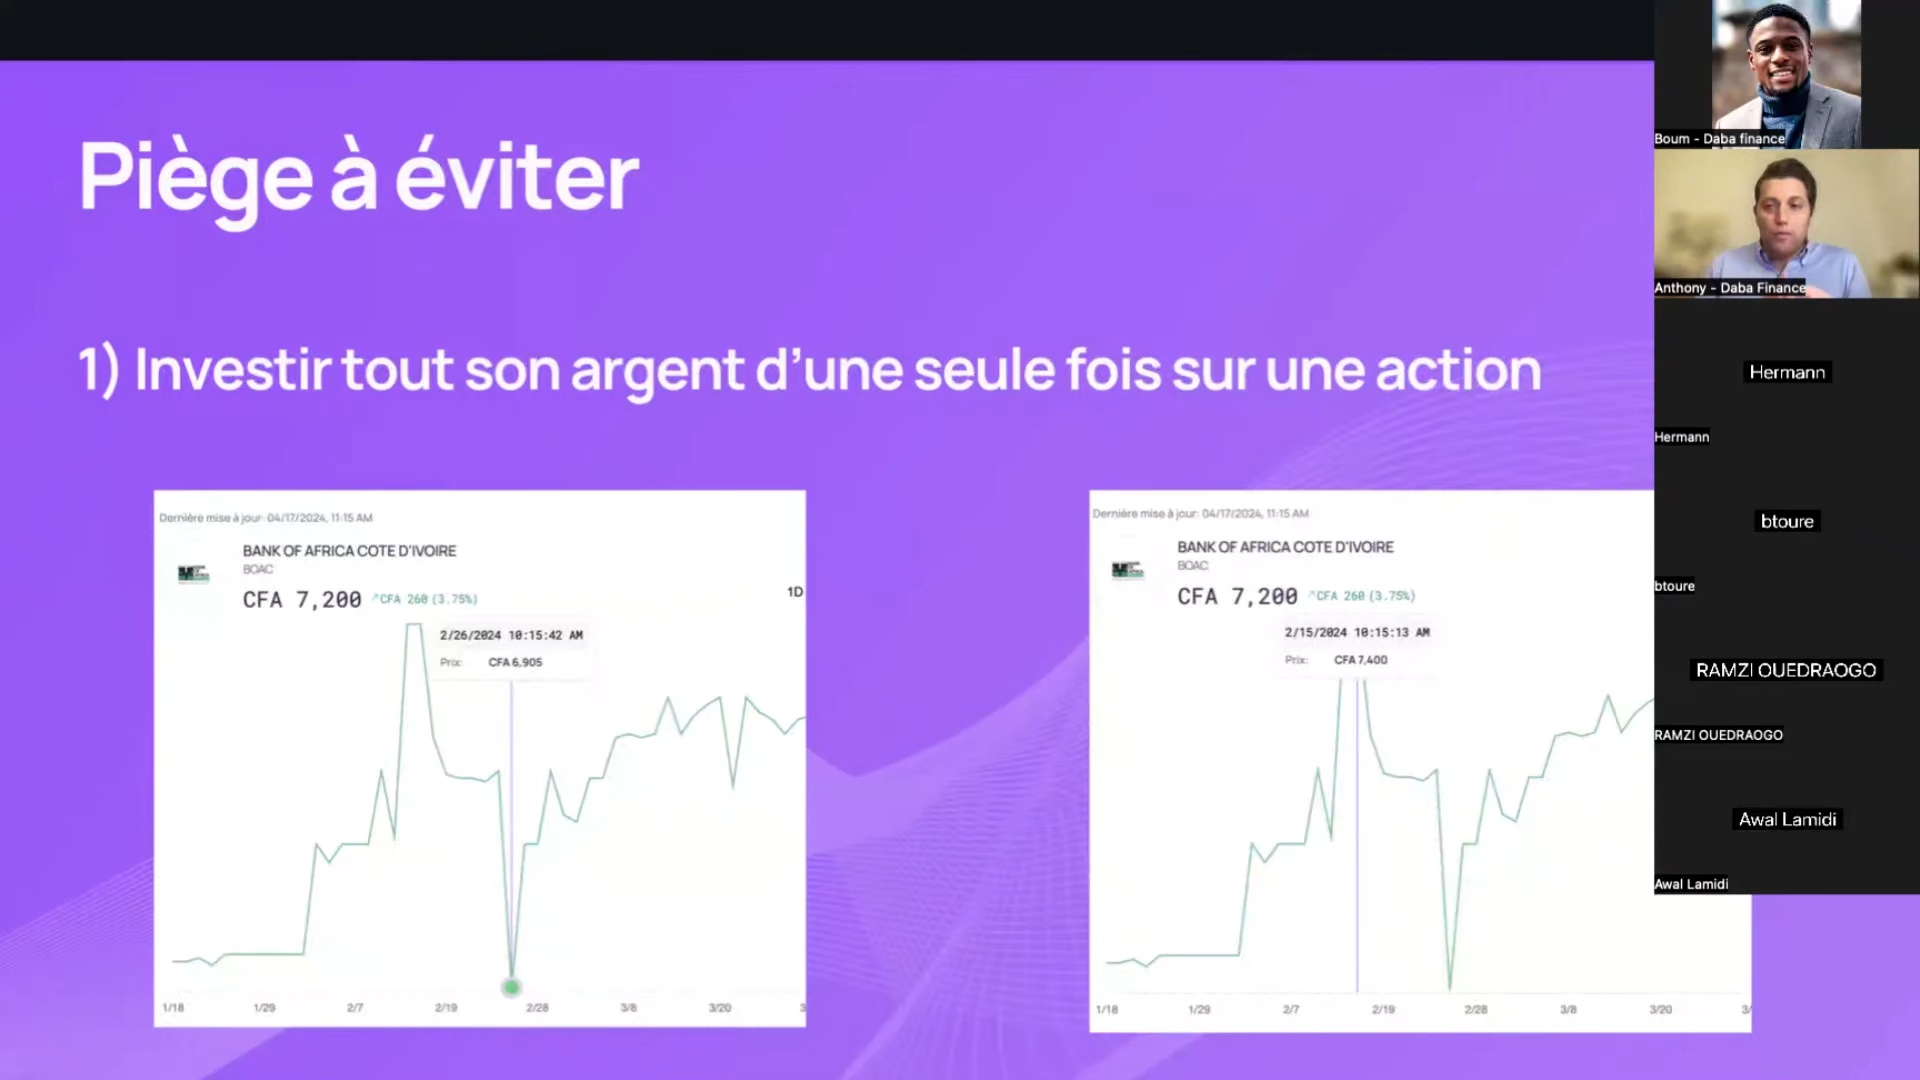 Piège à éviter
1) Investir tout son argent d'une seule fois sur une action
Dernière mise à jour: 04/17/2024, 11:15 AM
BANK OF AFRICA COTE D'IVOIRE
BOAC
CFA 7,200 ↗CFA 260 (3.75%)
1D
2/26/2024 10:15:42 AM
Prix: CFA 6,905
1/18 1/29 2/7 2/19 2/28 3/8 3/20 3
Dernière mise à jour: 04/17/2024, 11:15 AM
BANK OF AFRICA COTE D'IVOIRE
BOAC
CFA 7,200 ↗CFA 260 (3.75%)
2/15/2024 10:15:13 AM
Prix: CFA 7,400
1/18 1/29 2/7 2/19 2/28 3/8 3/20 3/
Boum - Daba finance
Anthony - Daba Finance
Hermann
Hermann
btoure
btoure
RAMZI OUEDRAOGO
RAMZI OUEDRAOGO
Awal Lamidi
Awal Lamidi